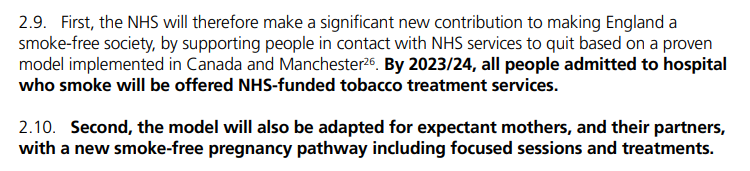 2.9. First, the NHS will therefore make a significant new contribution to making England a
smoke-free society, by supporting people in contact with NHS services to quit based on a proven
model implemented in Canada and Manchester26. By 2023/24, all people admitted to hospital
who smoke will be offered NHS-funded tobacco treatment services.
2.10. Second, the model will also be adapted for expectant mothers, and their partners,
with a new smoke-free pregnancy pathway including focused sessions and treatments.